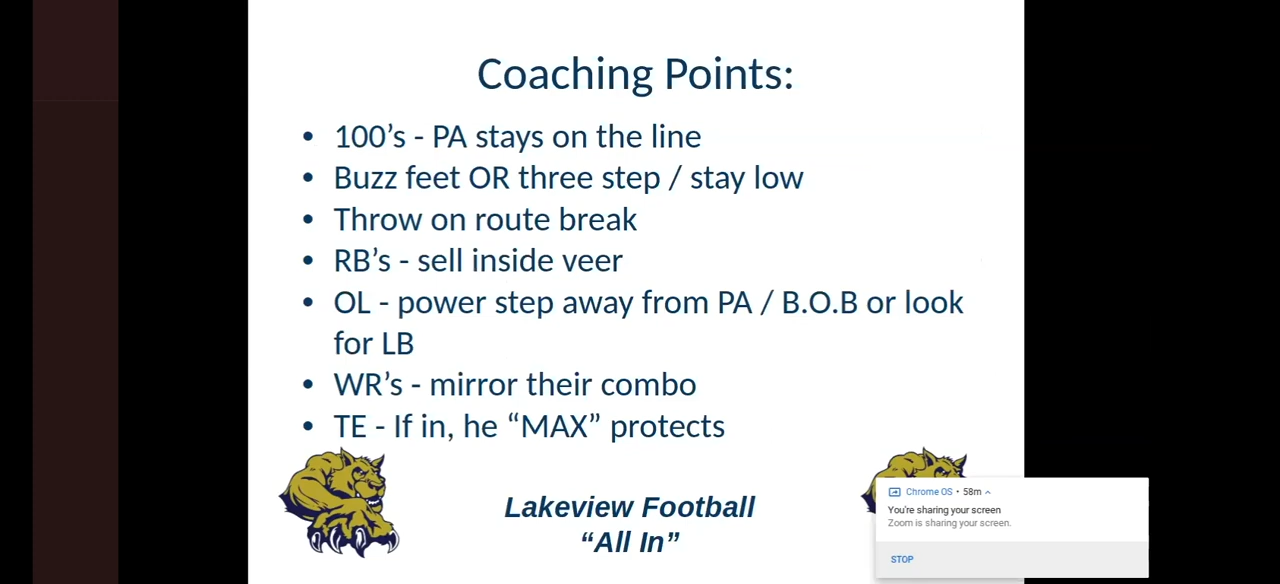 Coaching Points:
• 100’s - PA stays on the line
• Buzz feet OR three step / stay low
• Throw on route break
• RB’s - sell inside veer
• OL - power step away from PA / B.O.B or look
for LB
• WR’s - mirror their combo
• TE - If in, he “MAX” protects
Lakeview Football
“All In”
Chrome OS • 58m
You're sharing your screen
Zoom is sharing your screen.
STOP